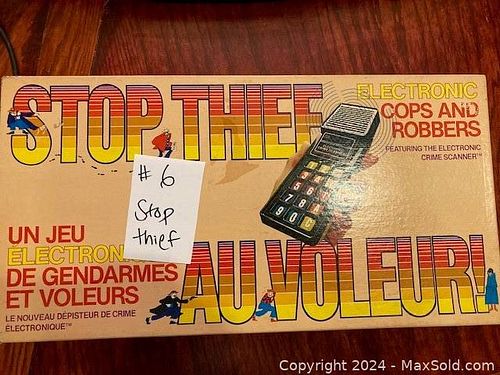 STOP THIEF
ELECTRONIC
COPS AND
ROBBERS
FEATURING THE ELECTRONIC
CRIME SCANNER™
# 6
Stop
thief
UN JEU
ÉLECTRON
DE GENDARMES
ET VOLEURS
LE NOUVEAU DÉPISTEUR DE CRIME
ÉLECTRONIQUE™
AU VOLEUR!
Copyright © 2024 - MaxSold.com